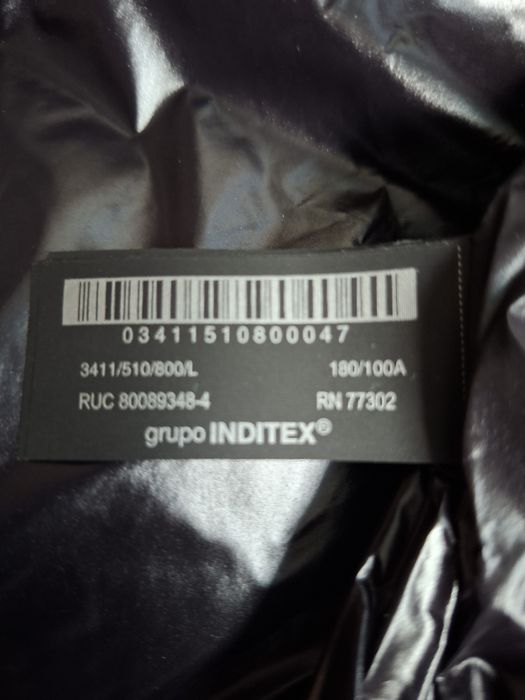 03411510800047
3411/510/800/L 180/100A
RUC 80089348-4 RN 77302
grupo INDITEX®